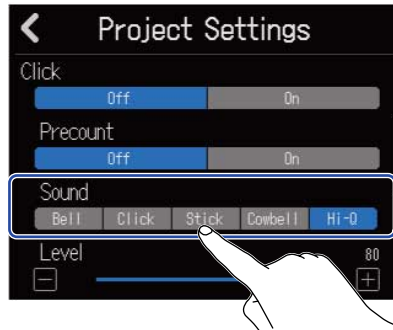 Project Settings
Click
Off On
Precount
Off On
Sound
Bell Click Stick Cowbell Hi-Q
Level 80